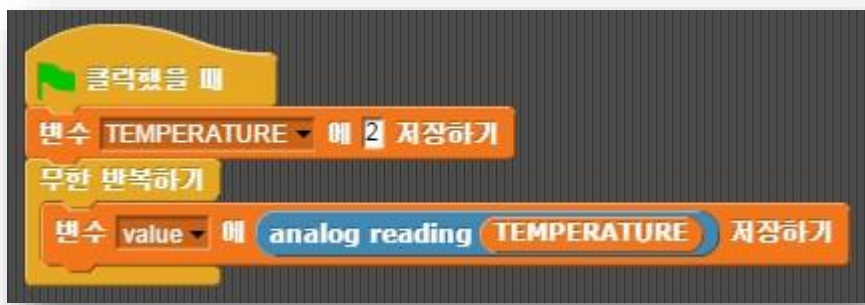 클릭했을 때
변수 TEMPERATURE 에 2 저장하기
무한 반복하기
변수 value 에 analog reading TEMPERATURE 저장하기